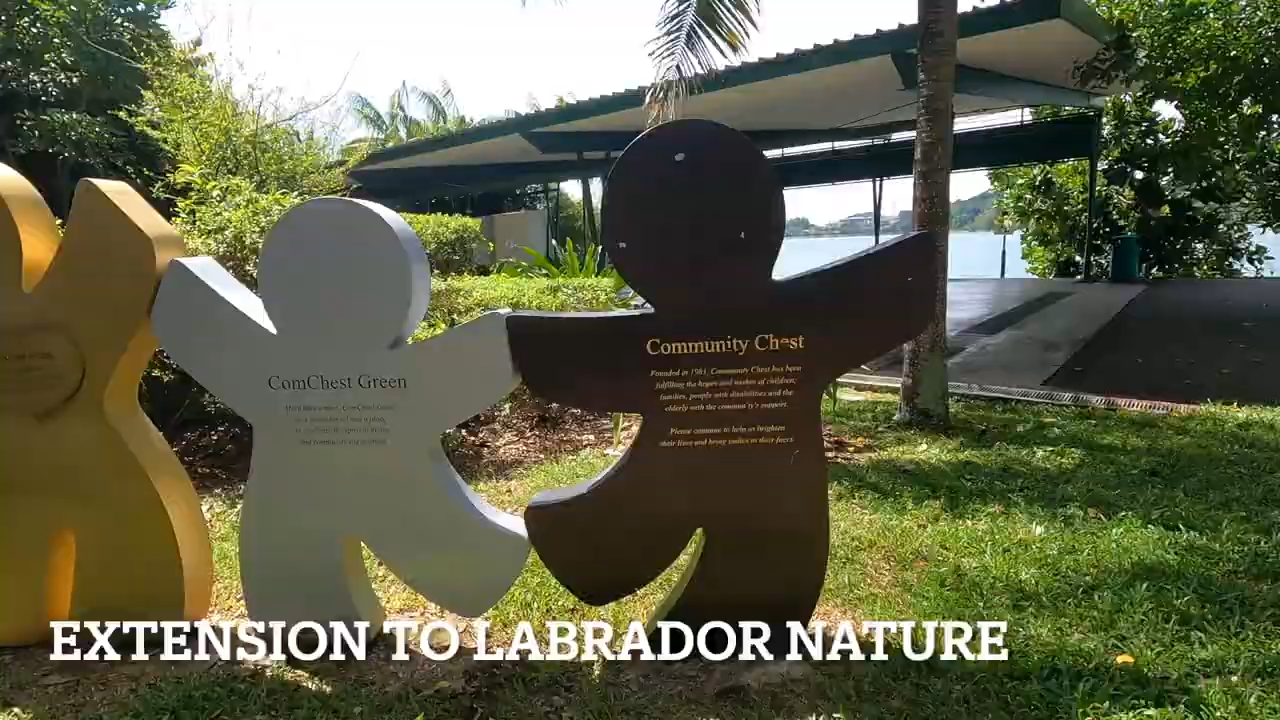 ComChest Green
Community Chest
Founded in 1983, Community Chest has been
fulfilling the hopes and wishes of children,
families, people with disabilities and the
elderly with the community's support.
Please continue to help us brighten
their lives and bring smiles to their faces.
EXTENSION TO LABRADOR NATURE